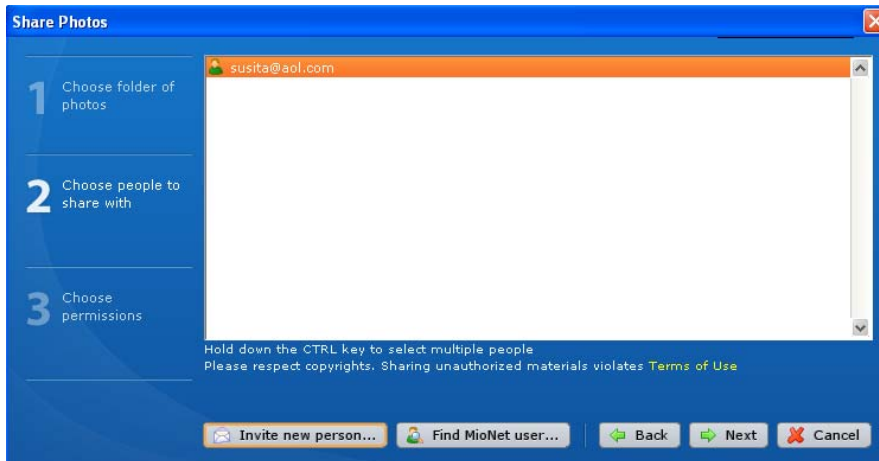 Share Photos
1 Choose folder of
photos
2 Choose people to
share with
3 Choose
permissions
susita@aol.com
Hold down the CTRL key to select multiple people
Please respect copyrights. Sharing unauthorized materials violates Terms of Use
Invite new person... Find MioNet user... Back Next Cancel